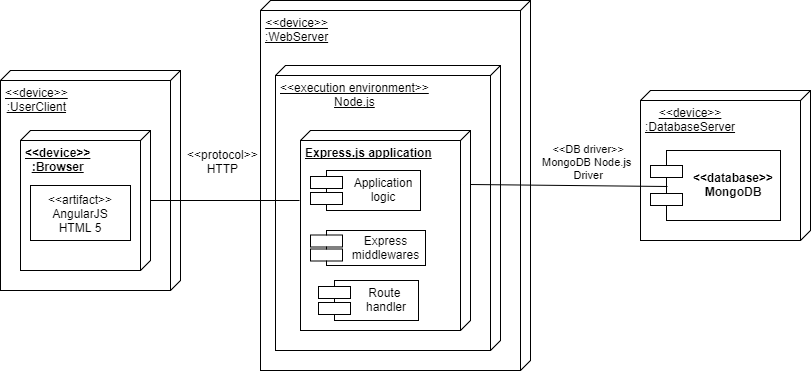 <<device>>
:UserClient
<<device>>
:Browser
<<artifact>>
AngularJS
HTML 5
<<protocol>>
HTTP
<<device>>
:WebServer
<<execution environment>>
Node.js
Express.js application
Application
logic
Express
middlewares
Route
handler
<<DB driver>>
MongoDB Node.js
Driver
<<device>>
:DatabaseServer
<<database>>
MongoDB